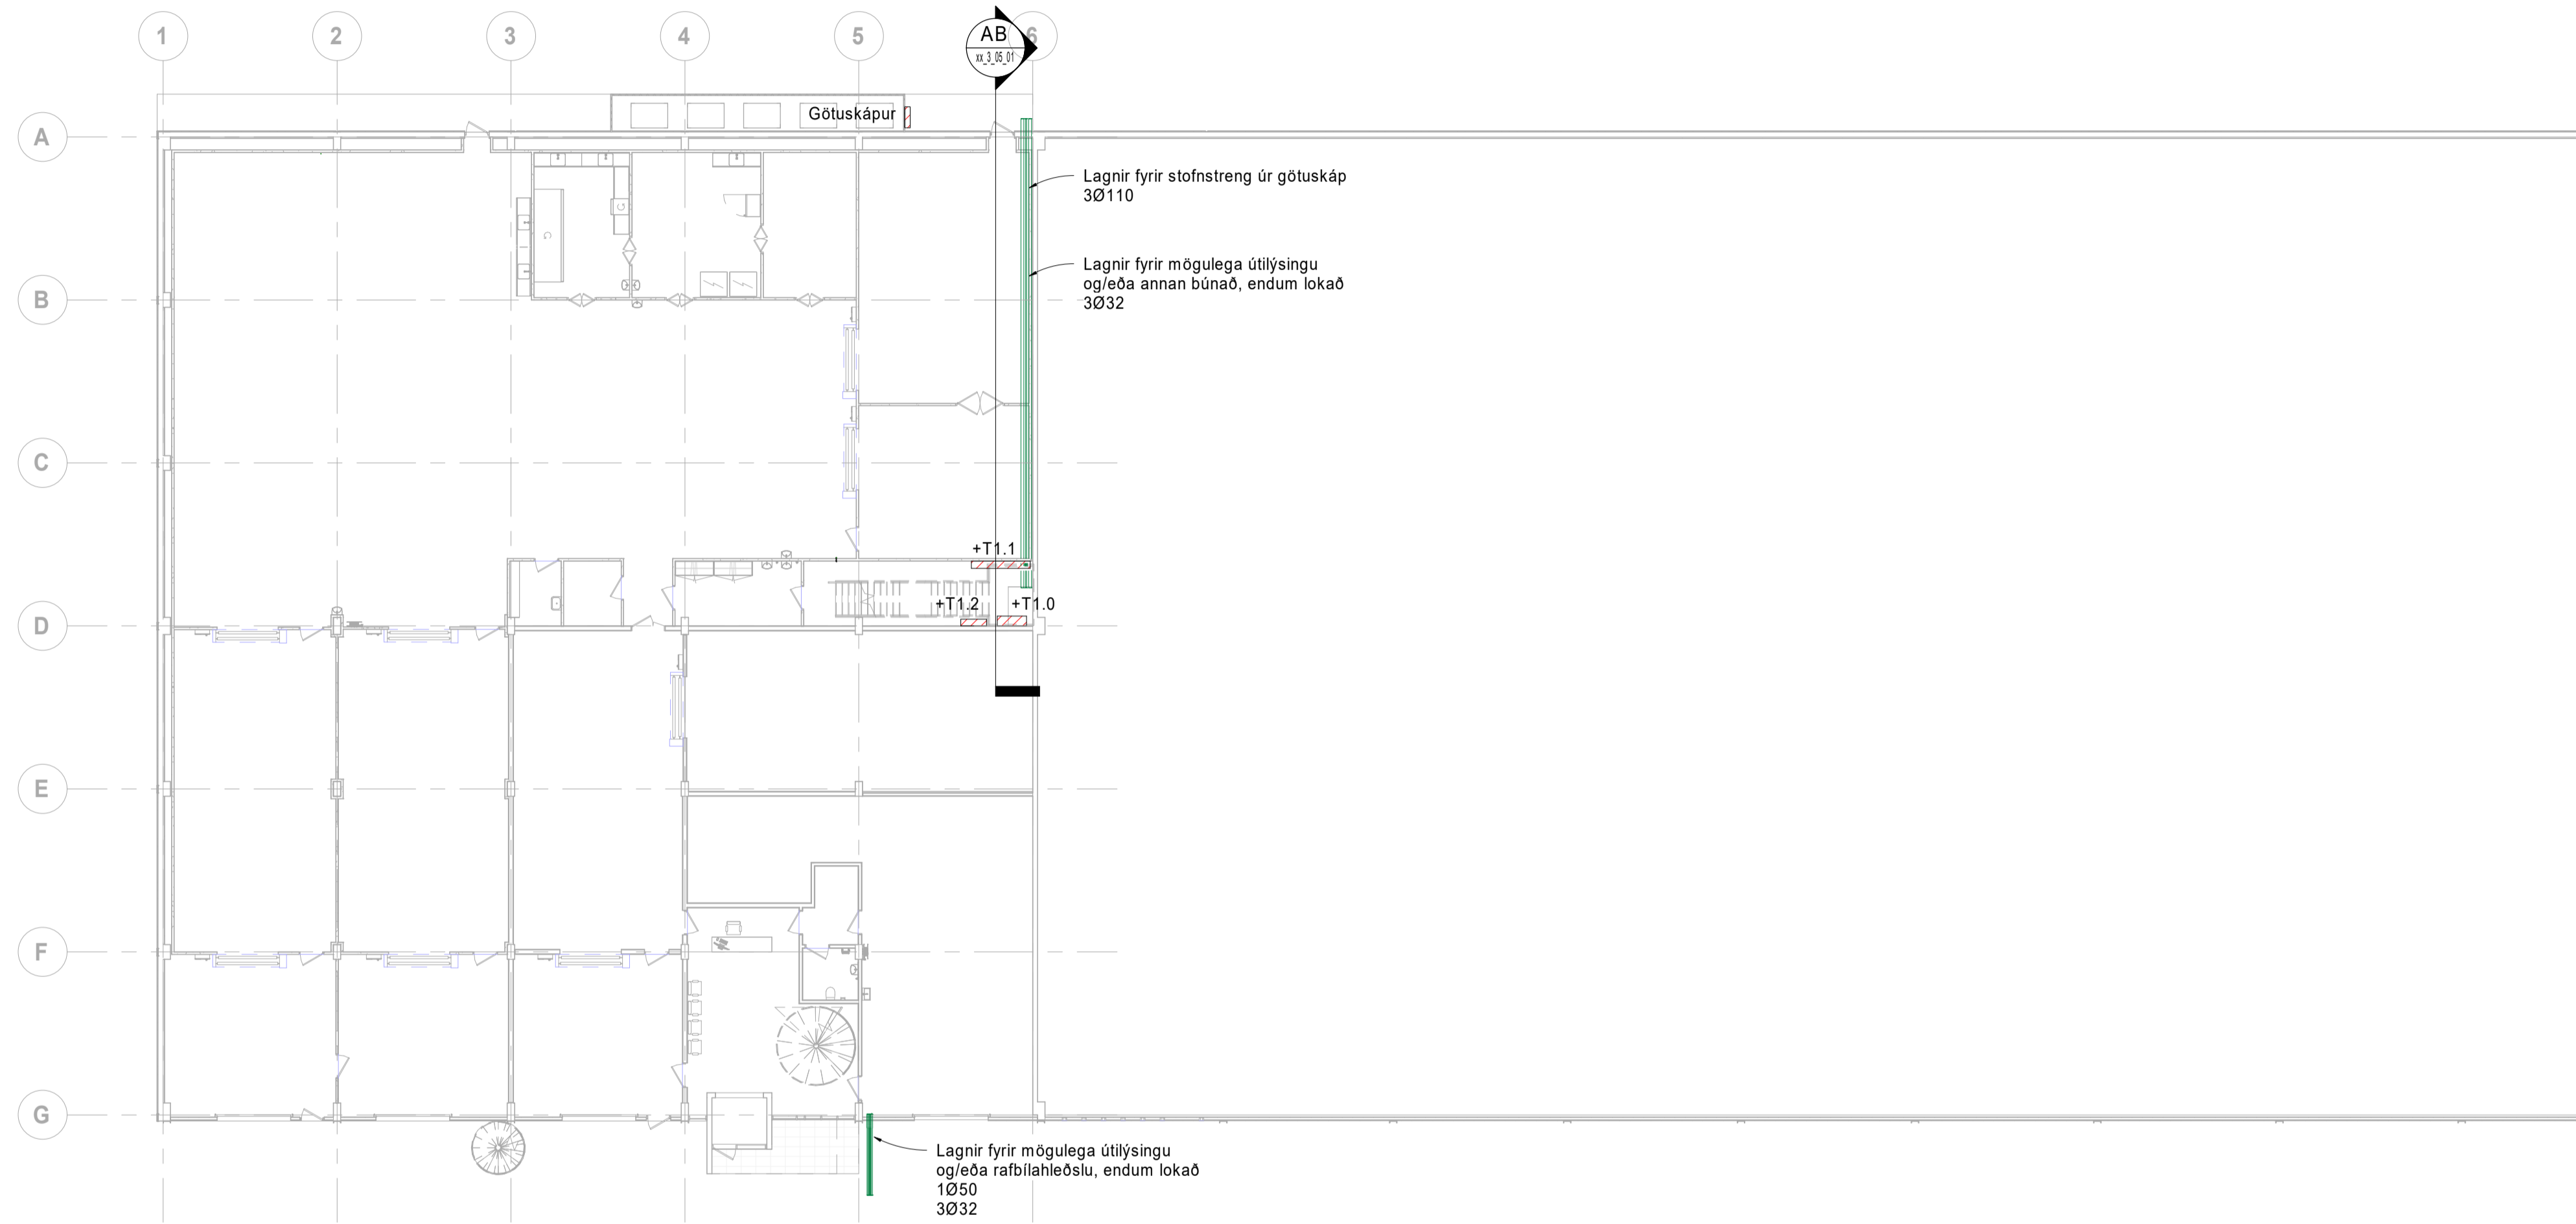 1
2
3
4
5
AB
6
xx_3_05_01
A
Götuskápur
Lagnir fyrir stofnstreng úr götuskáp
3Ø110
Lagnir fyrir mögulega útilýsingu
og/eða annan búnað, endum lokað
3Ø32
B
C
+T1.1
+T1.2
+T1.0
D
E
F
G
Lagnir fyrir mögulega útilýsingu
og/eða rafbílahleðslu, endum lokað
1Ø50
3Ø32